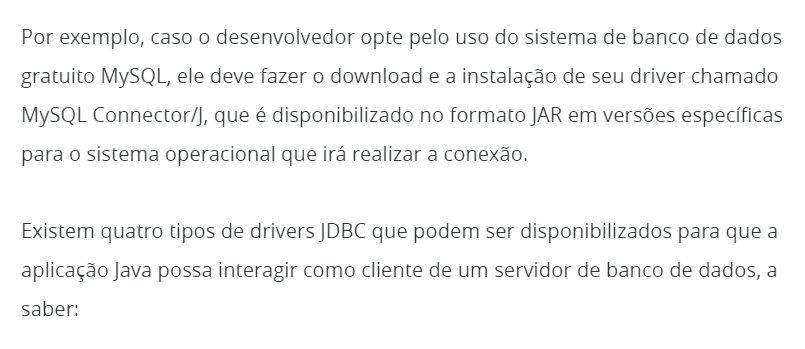 Por exemplo, caso o desenvolvedor opte pelo uso do sistema de banco de dados
gratuito MySQL, ele deve fazer o download e a instalação de seu driver chamado
MySQL Connector/J, que é disponibilizado no formato JAR em versões específicas
para o sistema operacional que irá realizar a conexão.
Existem quatro tipos de drivers JDBC que podem ser disponibilizados para que a
aplicação Java possa interagir como cliente de um servidor de banco de dados, a
saber: